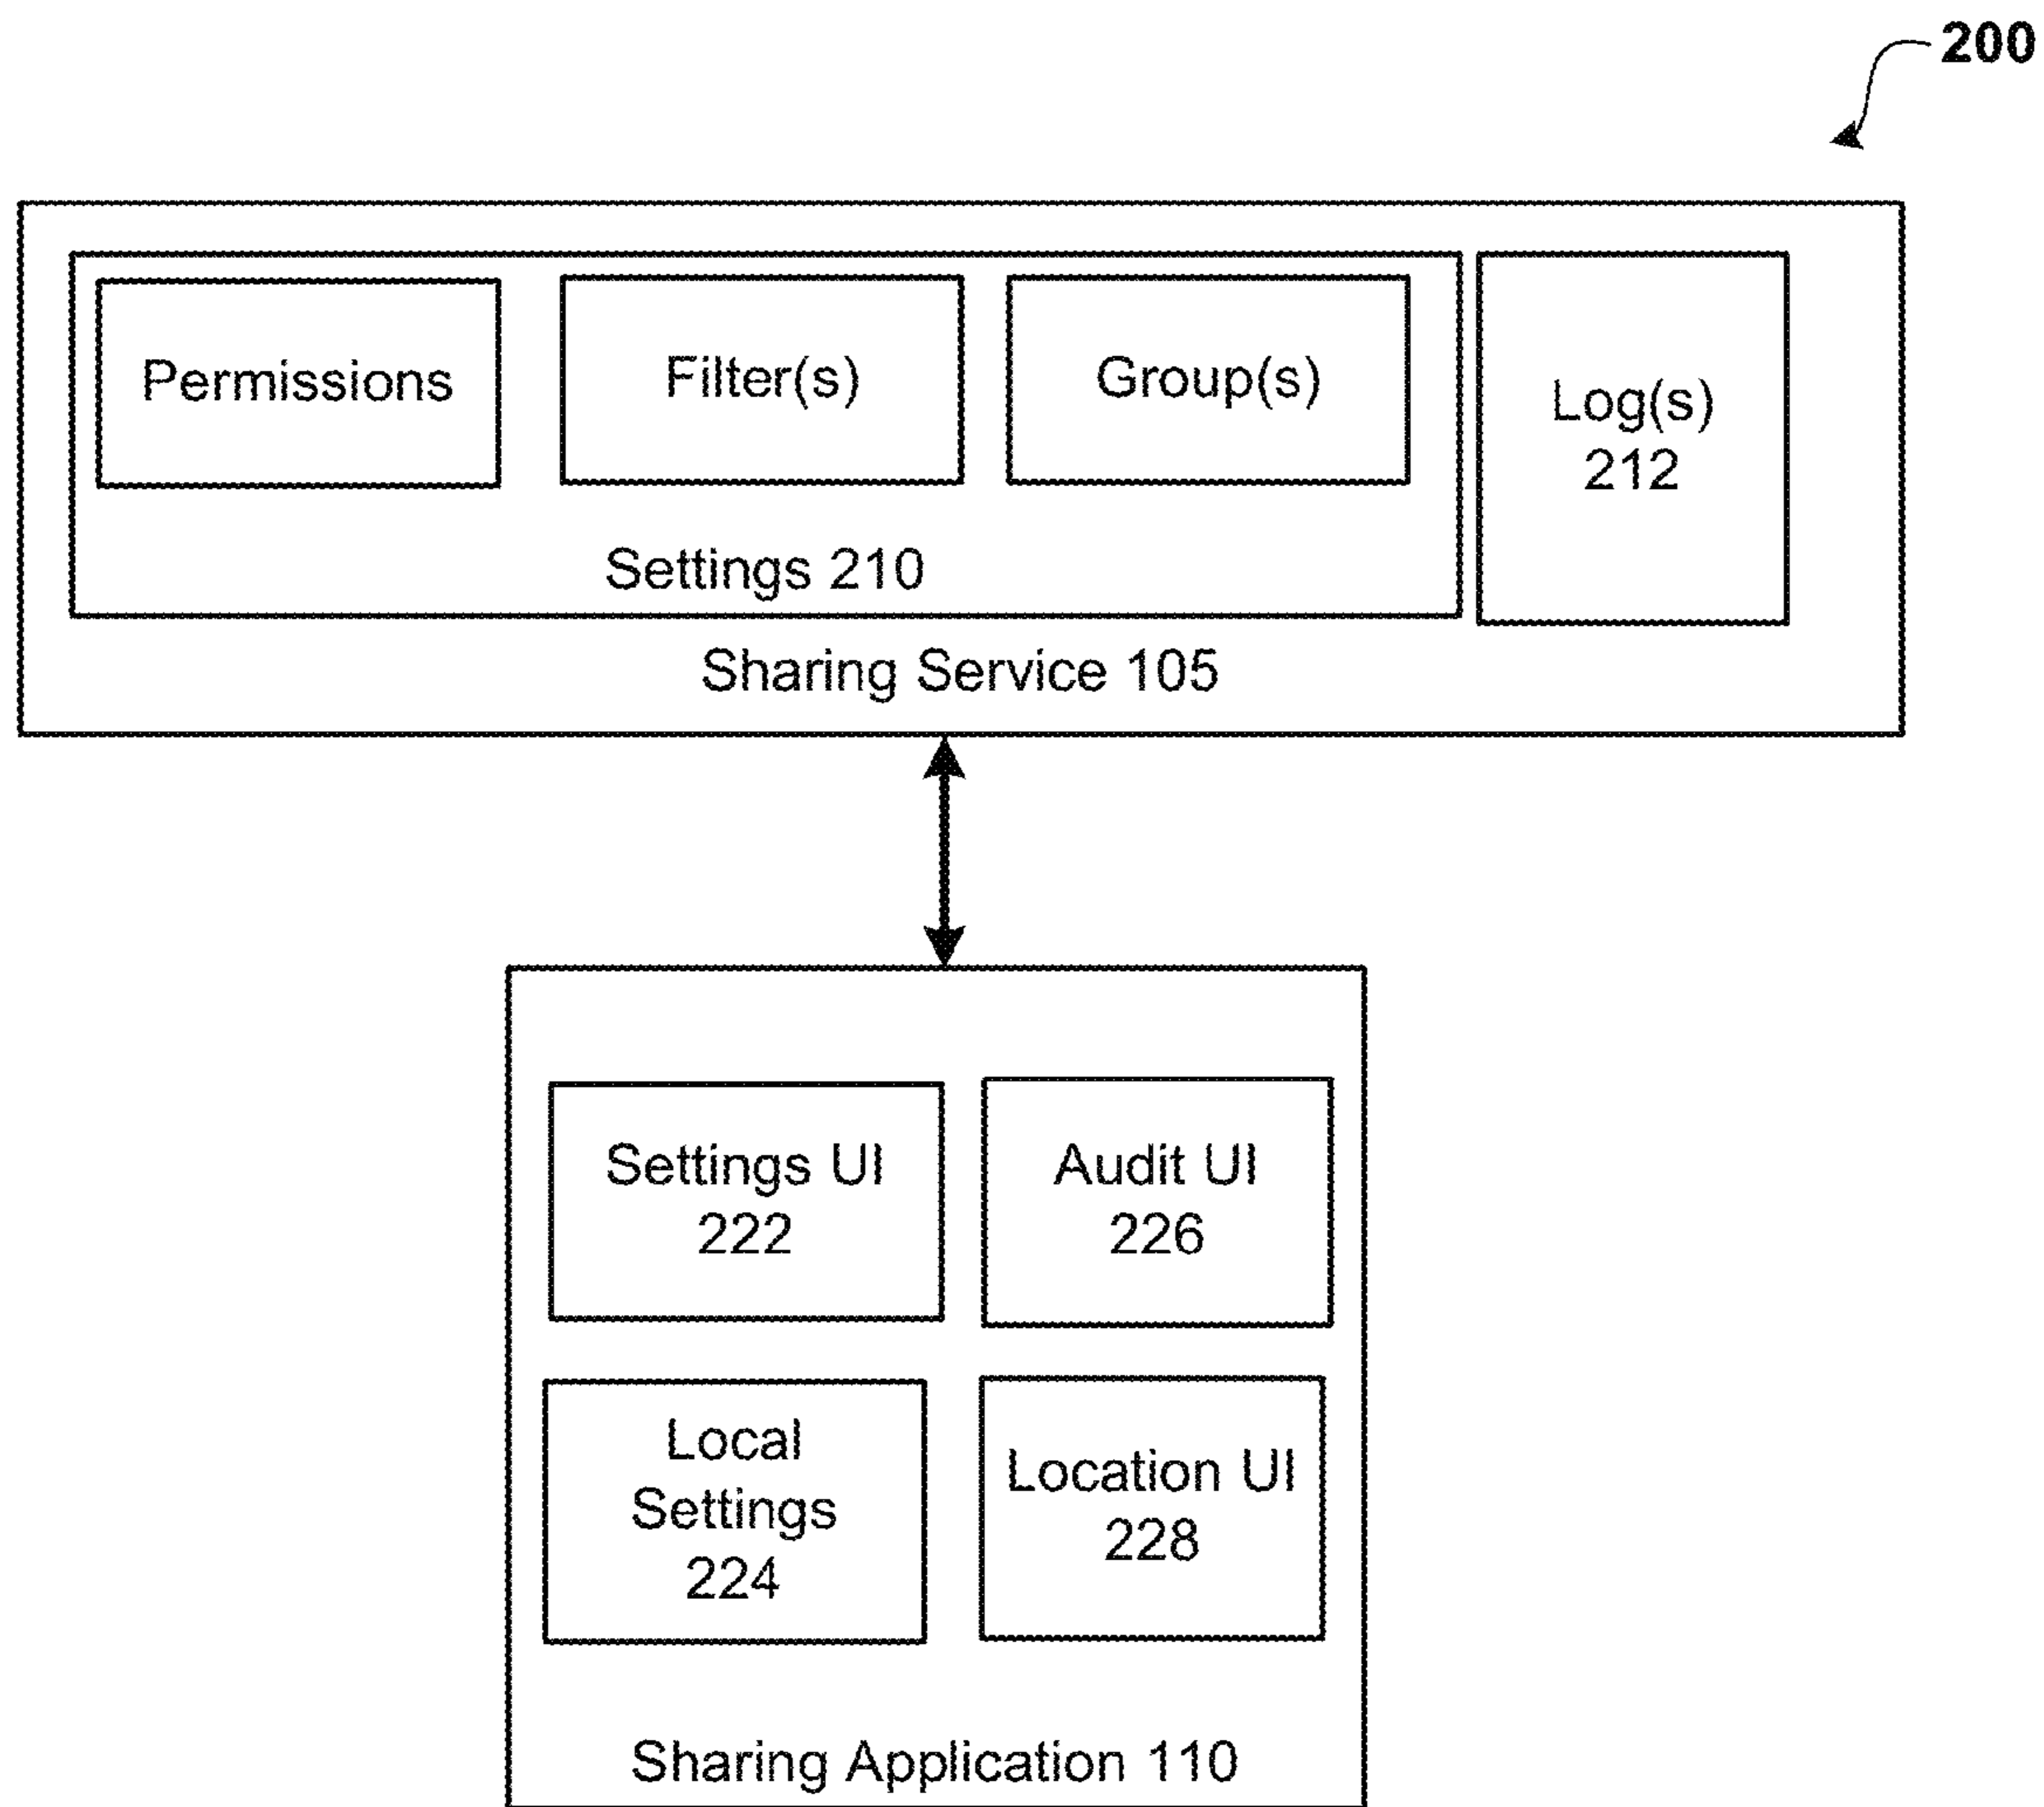 200
Permissions
Filter(s)
Group(s)
Log(s)
212
Settings 210
Sharing Service 105
Settings UI
222
Audit UI
226
Local
Settings
224
Location UI
228
Sharing Application 110